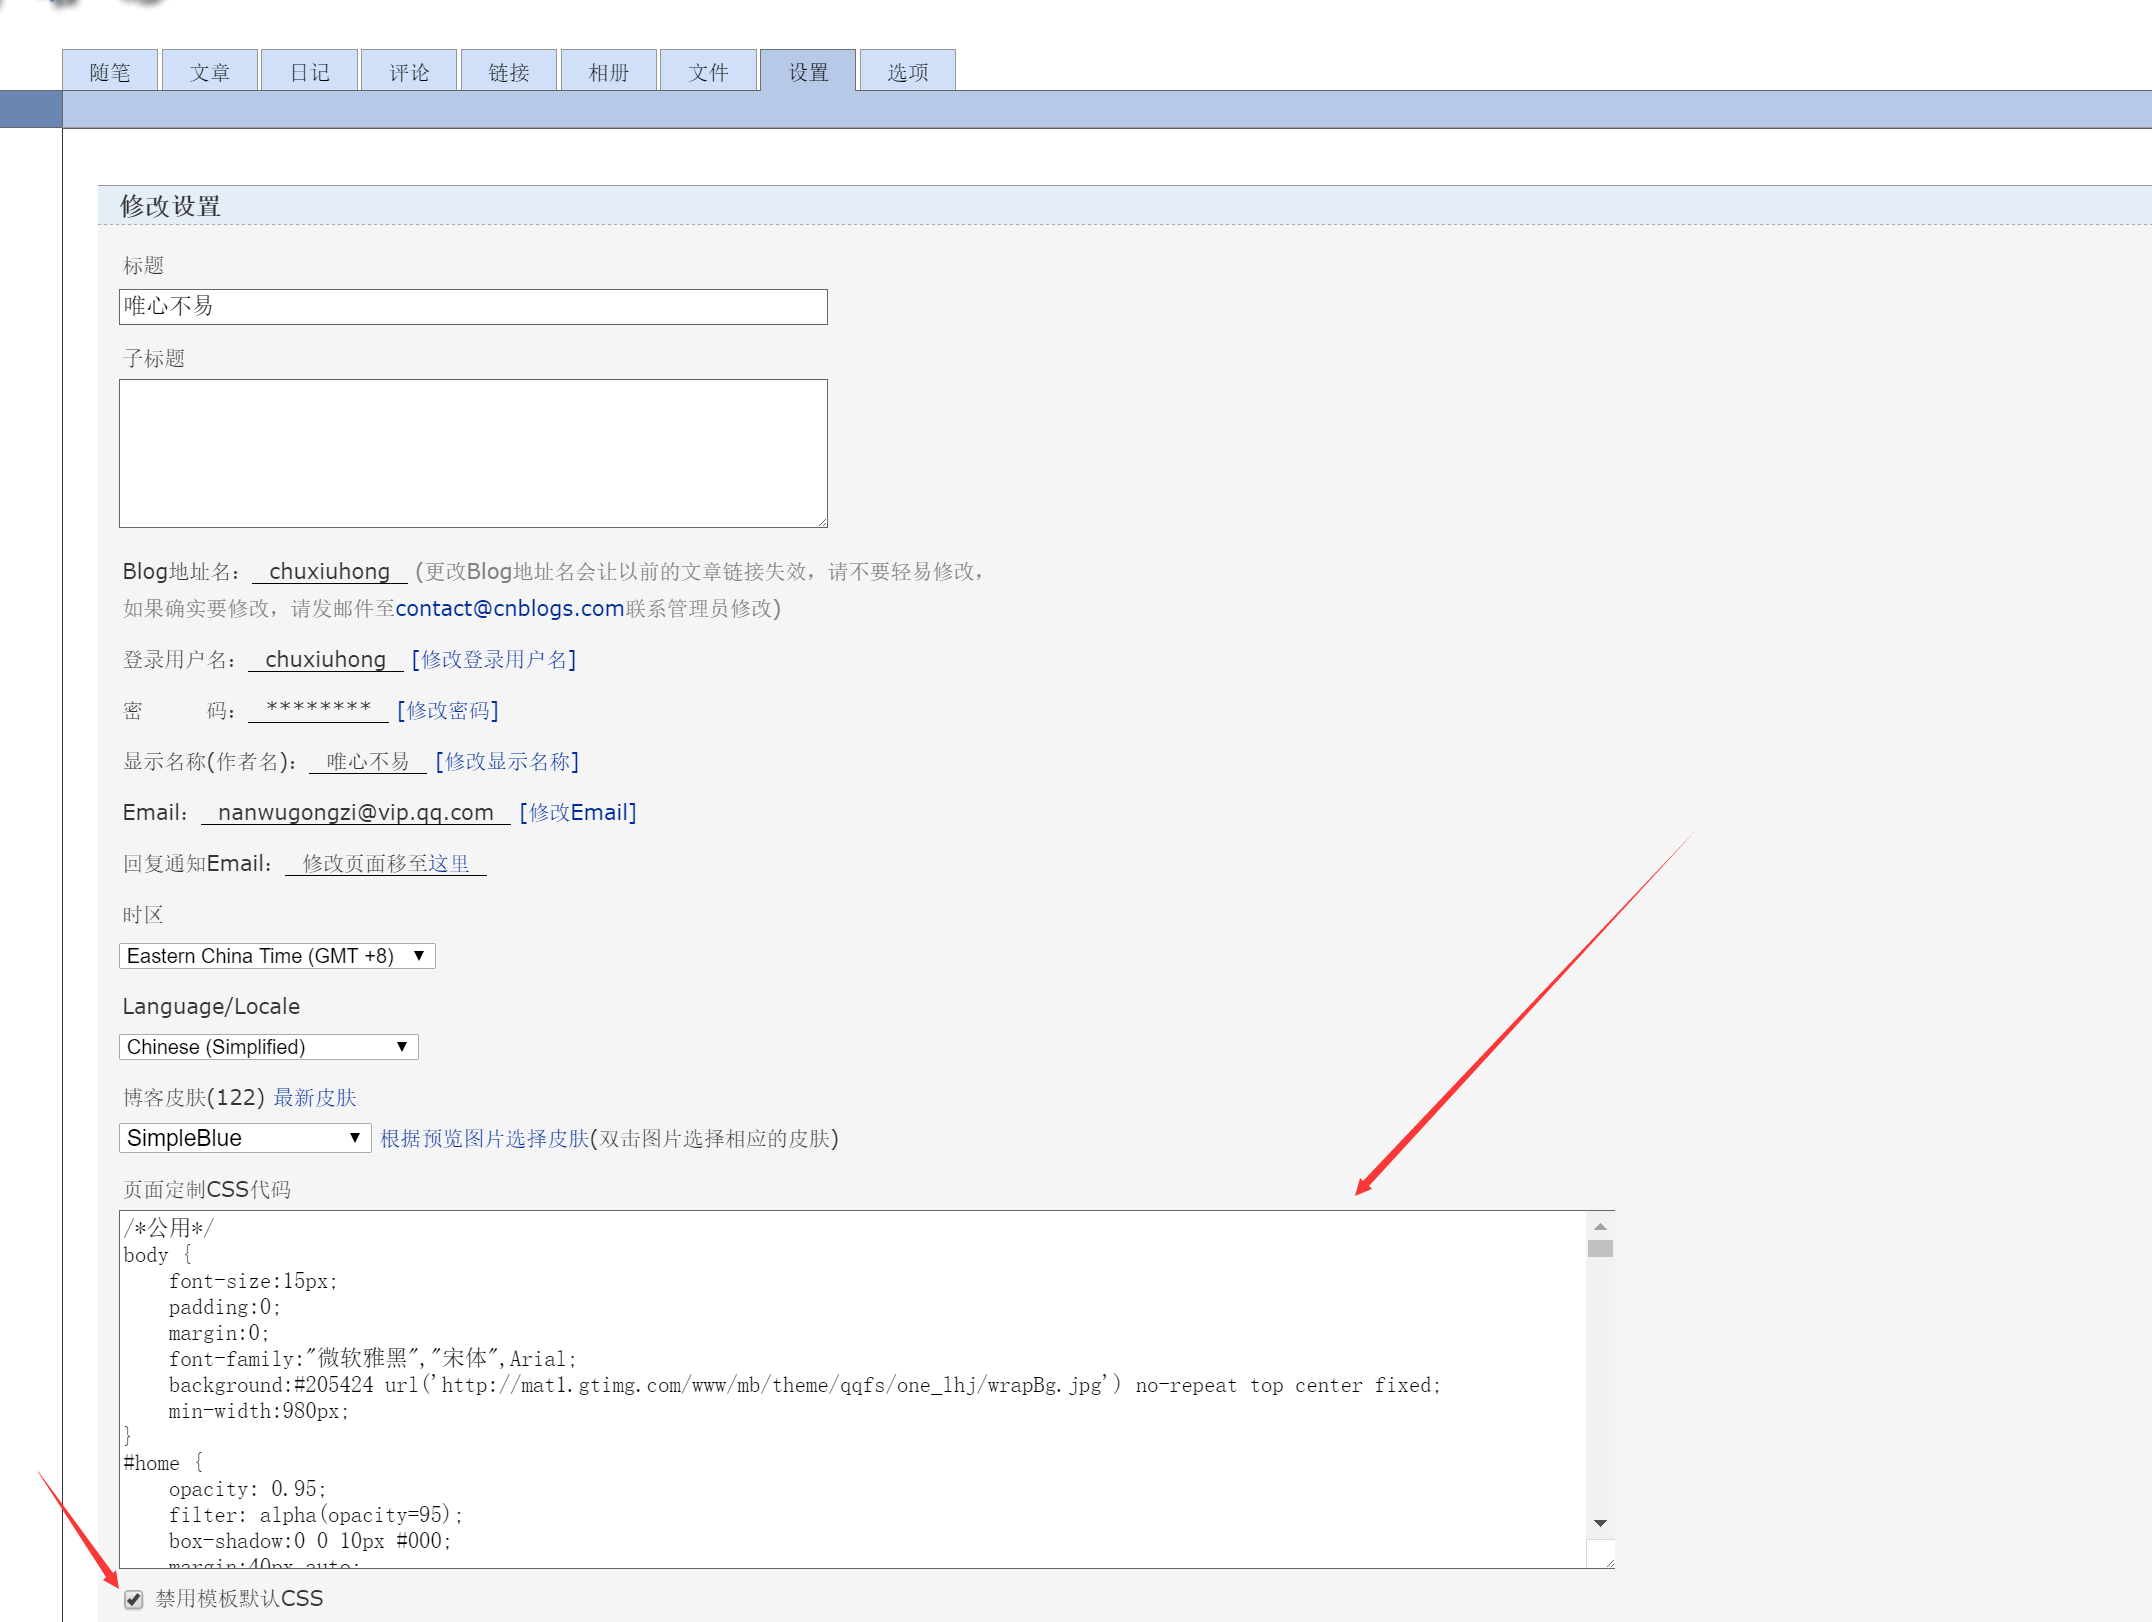 随笔 文章 日记 评论 链接 相册 文件 设置 选项
修改设置
标题
唯心不易
子标题
Blog地址名： chuxiuhong (更改Blog地址名会让以前的文章链接失效，请不要轻易修改，
如果确实要修改，请发邮件至contact@cnblogs.com联系管理员修改)
登录用户名： chuxiuhong [修改登录用户名]
密 码： ******** [修改密码]
显示名称(作者名)： 唯心不易 [修改显示名称]
Email： nanwugongzi@vip.qq.com [修改Email]
回复通知Email： 修改页面移至这里
时区
Eastern China Time (GMT +8)
Language/Locale
Chinese (Simplified)
博客皮肤(122) 最新皮肤
SimpleBlue 根据预览图片选择皮肤(双击图片选择相应的皮肤)
页面定制CSS代码
/*公用*/
body {
font-size:15px;
padding:0;
margin:0;
font-family:"微软雅黑","宋体",Arial;
background:#205424 url('http://mat1.gtimg.com/www/mb/theme/qqfs/one_lhj/wrapBg.jpg') no-repeat top center fixed;
min-width:980px;
}
#home {
opacity: 0.95;
filter: alpha(opacity=95);
box-shadow:0 0 10px #000;
margin:40px auto;
禁用模板默认CSS